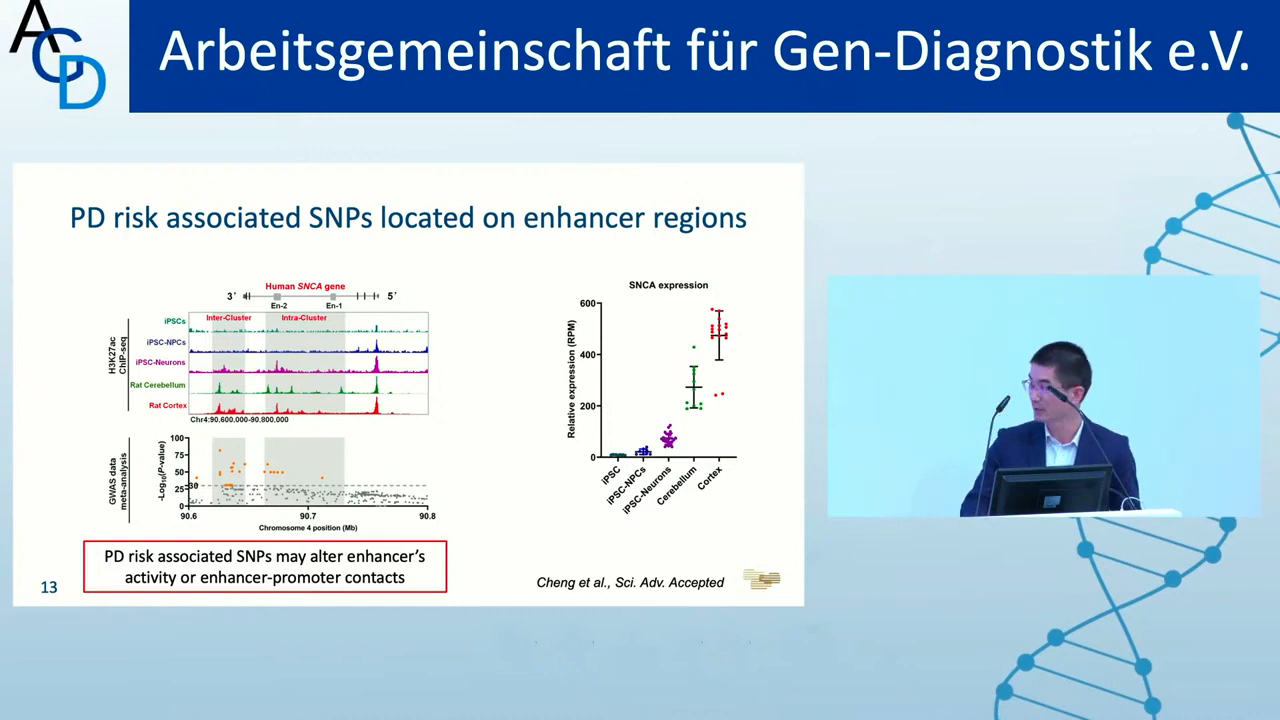 AGD
Arbeitsgemeinschaft für Gen-Diagnostik e.V.
PD risk associated SNPs located on enhancer regions
Human SNCA gene
3' 5'
En-2 En-1
H3K27ac
ChIP-seq
Inter-Cluster Intra-Cluster
iPSCs
iPSC-NPCs
iPSC-Neurons
Rat Cerebellum
Rat Cortex
Chr4:90,600,000-90,800,000
GWAS data
meta-analysis
-Log10(P-value)
100
75
50
30
25
0
90.6 90.7 90.8
Chromosome 4 position (Mb)
PD risk associated SNPs may alter enhancer's
activity or enhancer-promoter contacts
SNCA expression
Relative expression (RPM)
600
400
200
0
iPSC
iPSC-NPCs
iPSC-Neurons
Cerebellum
Cortex
13
Cheng et al., Sci. Adv. Accepted